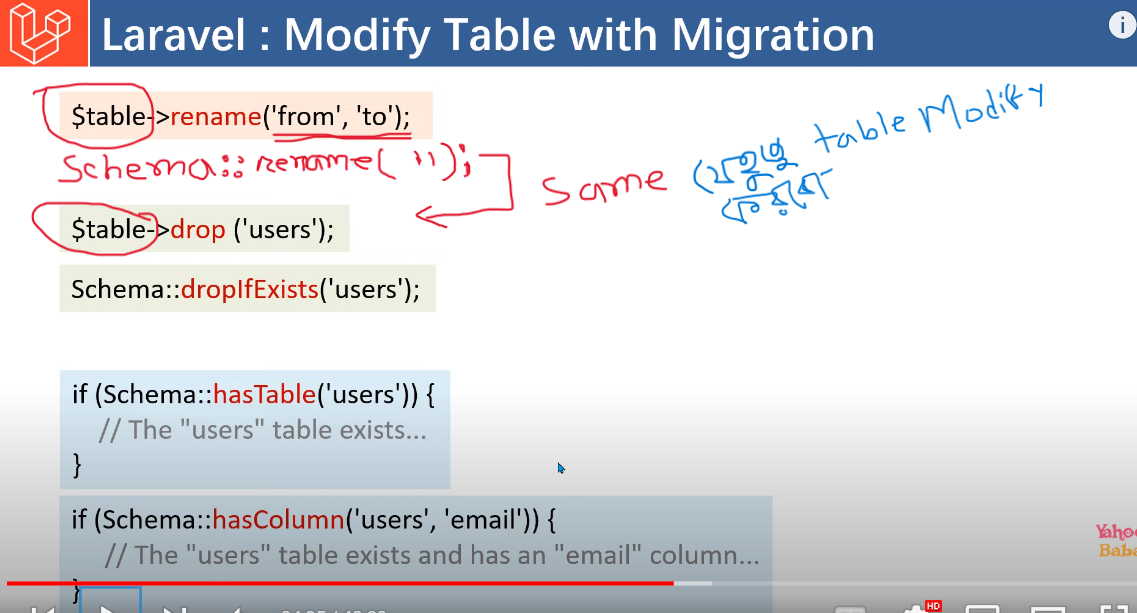 Laravel : Modify Table with Migration
$table->rename('from', 'to');
Schema::rename( '');
Same
table Modify
$table->drop ('users');
Schema::dropIfExists('users');
if (Schema::hasTable('users')) {
// The "users" table exists...
}
if (Schema::hasColumn('users', 'email')) {
// The "users" table exists and has an "email" column...
}
Yahoo
Baba
HD